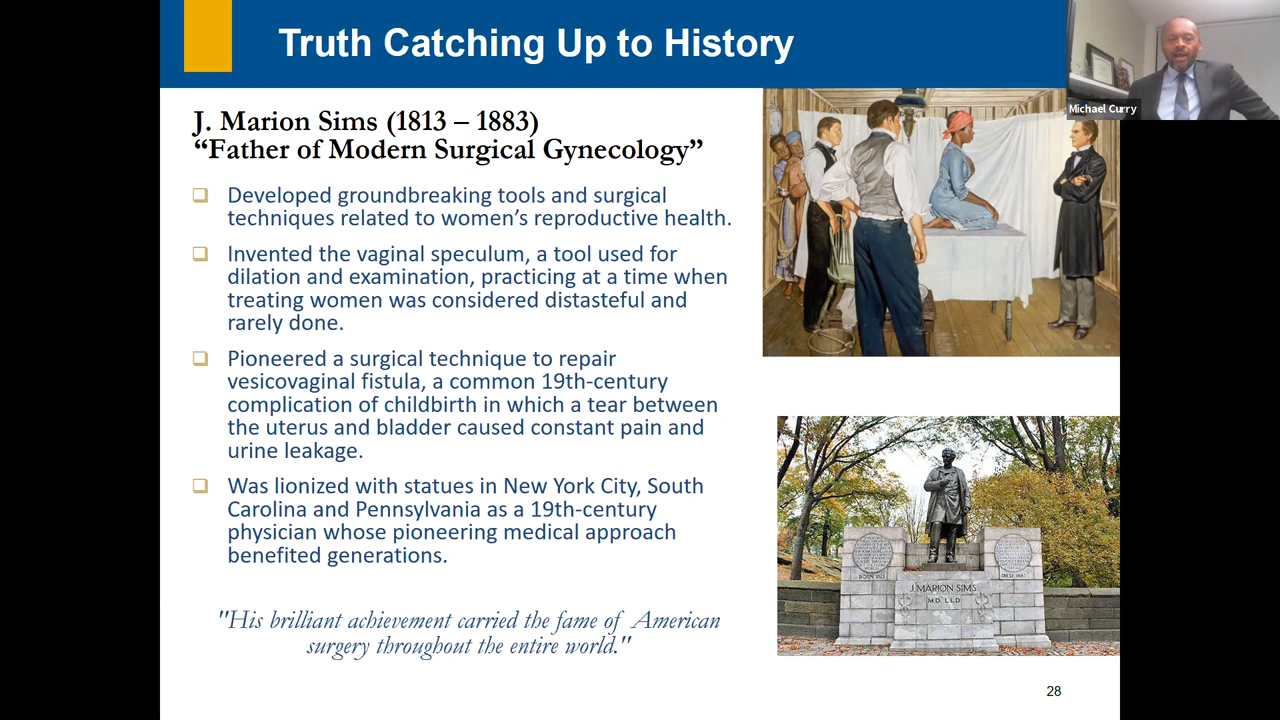 Truth Catching Up to History
Michael Curry
J. Marion Sims (1813 – 1883)
“Father of Modern Surgical Gynecology”
Developed groundbreaking tools and surgical
techniques related to women’s reproductive health.
Invented the vaginal speculum, a tool used for
dilation and examination, practicing at a time when
treating women was considered distasteful and
rarely done.
Pioneered a surgical technique to repair
vesicovaginal fistula, a common 19th-century
complication of childbirth in which a tear between
the uterus and bladder caused constant pain and
urine leakage.
Was lionized with statues in New York City, South
Carolina and Pennsylvania as a 19th-century
physician whose pioneering medical approach
benefited generations.
"His brilliant achievement carried the fame of American
surgery throughout the entire world."
BORN 1813
DIED 1883
J MARION SIMS
M D LL D
28